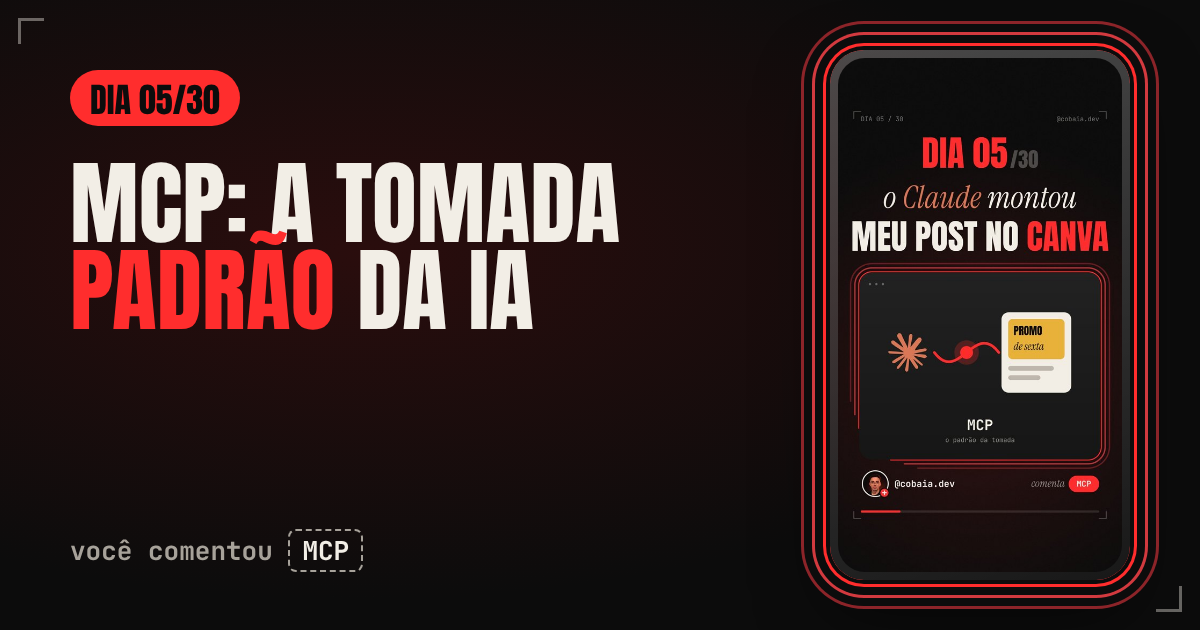 DIA 05/30
MCP: A TOMADA
PADRÃO DA IA
você comentou MCP
DIA 05 / 30
@cobaia.dev
DIA 05/30
o Claude montou
MEU POST NO CANVA
PROMO
de sexta
MCP
o padrão da tomada
@cobaia.dev
comenta MCP